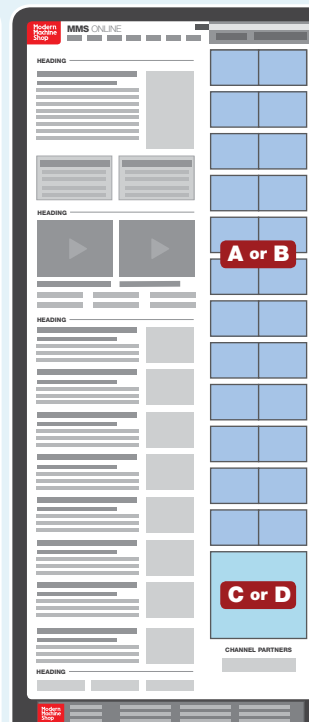 Modern
Machine
Shop
MMS ONLINE
HEADING
HEADING
A or B
HEADING
C or D
CHANNEL PARTNERS
HEADING
Modern
Machine
Shop